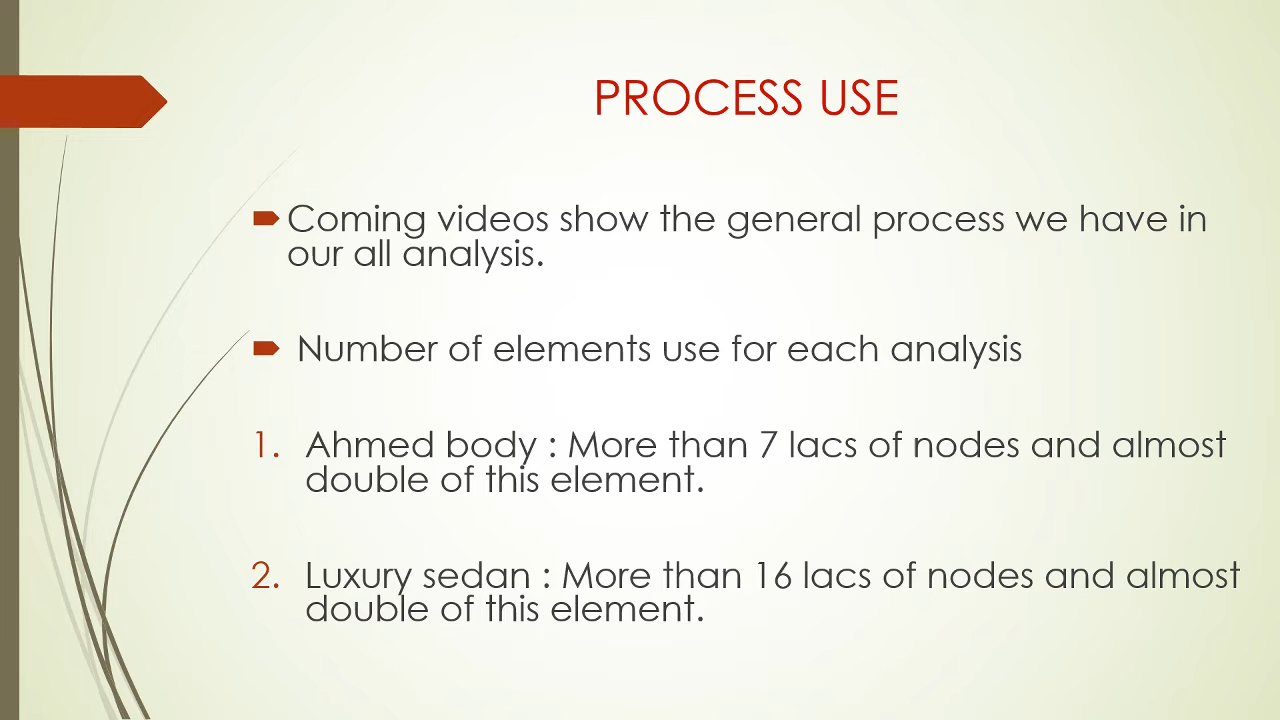 PROCESS USE
Coming videos show the general process we have in
our all analysis.
Number of elements use for each analysis
1. Ahmed body : More than 7 lacs of nodes and almost
double of this element.
2. Luxury sedan : More than 16 lacs of nodes and almost
double of this element.